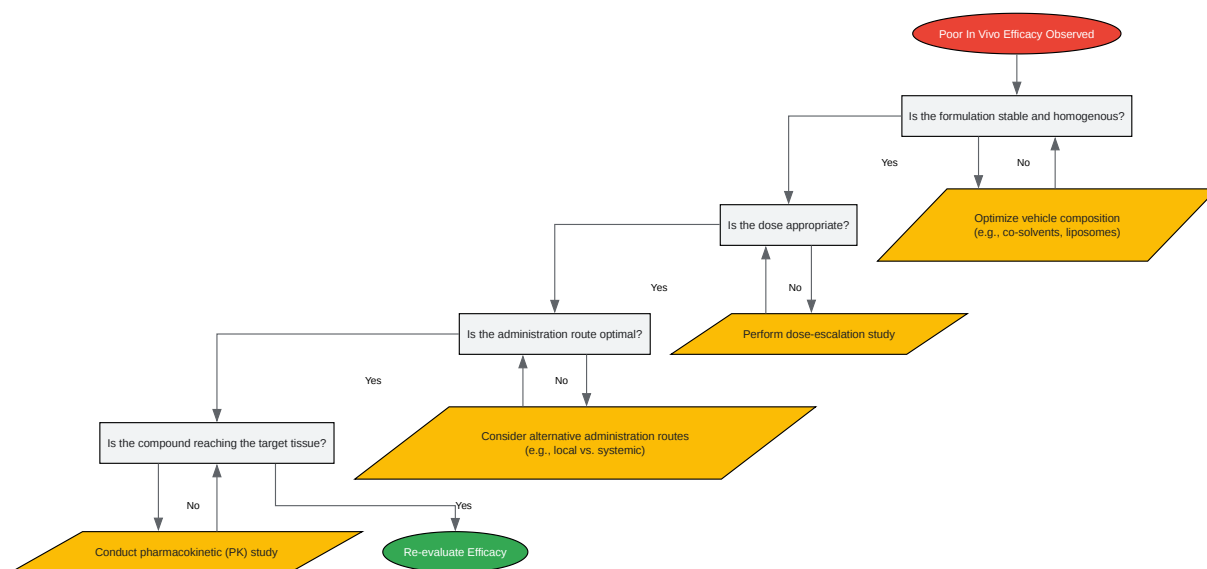 Poor In Vivo Efficacy Observed
Is the formulation stable and homogenous?
Yes
No
Optimize vehicle composition
(e.g., co-solvents, liposomes)
Is the dose appropriate?
Yes
No
Perform dose-escalation study
Is the administration route optimal?
Yes
No
Consider alternative administration routes
(e.g., local vs. systemic)
Is the compound reaching the target tissue?
No
Yes
Conduct pharmacokinetic (PK) study
Re-evaluate Efficacy